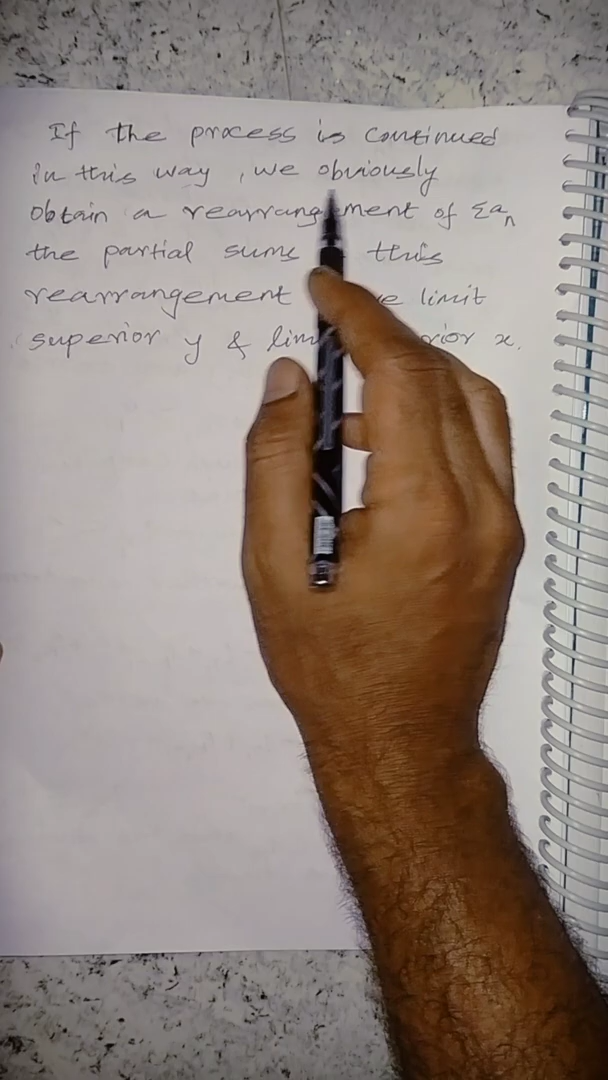 If the process is continued
in this way, we obviously
obtain a rearrangement of Σaₙ
the partial sums this
rearrangement limit
superior y & x.